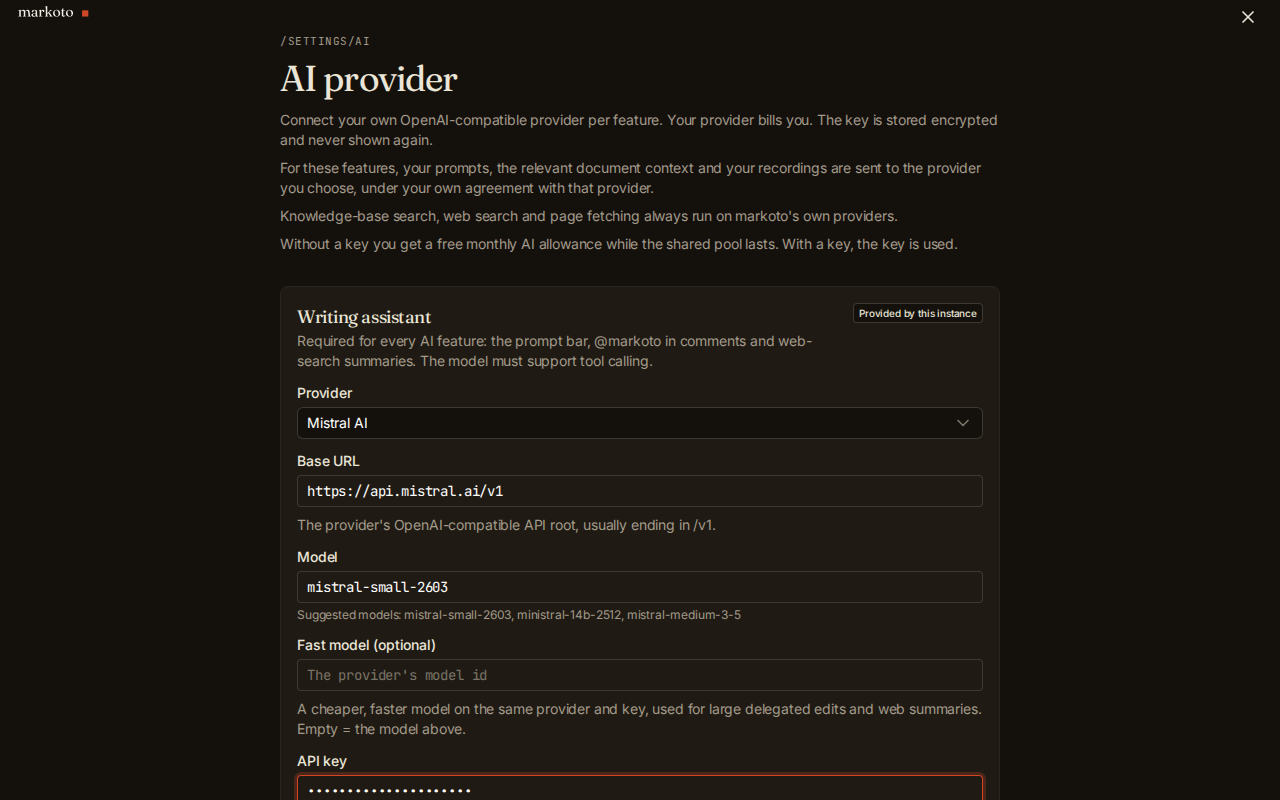 markoto
/SETTINGS/AI
AI provider
Connect your own OpenAI-compatible provider per feature. Your provider bills you. The key is stored encrypted
and never shown again.
For these features, your prompts, the relevant document context and your recordings are sent to the provider
you choose, under your own agreement with that provider.
Knowledge-base search, web search and page fetching always run on markoto's own providers.
Without a key you get a free monthly AI allowance while the shared pool lasts. With a key, the key is used.
Writing assistant
Provided by this instance
Required for every AI feature: the prompt bar, @markoto in comments and web-
search summaries. The model must support tool calling.
Provider
Mistral AI
Base URL
https://api.mistral.ai/v1
The provider's OpenAI-compatible API root, usually ending in /v1.
Model
mistral-small-2603
Suggested models: mistral-small-2603, ministral-14b-2512, mistral-medium-3-5
Fast model (optional)
The provider's model id
A cheaper, faster model on the same provider and key, used for large delegated edits and web summaries.
Empty = the model above.
API key
•••••••••••••••••••••